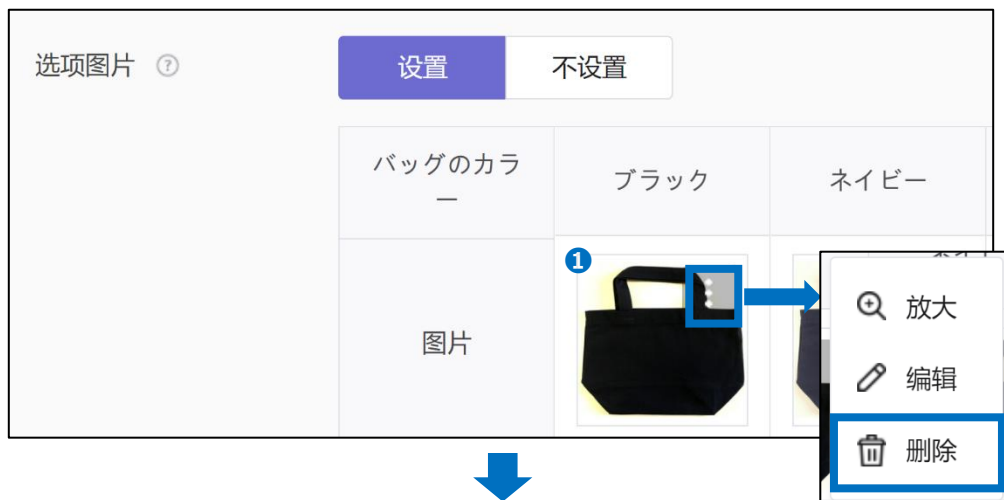 选项图片 ?
设置
不设置
バッグのカラ
ー
ブラック
ネイビー
图片
1
放大
编辑
删除